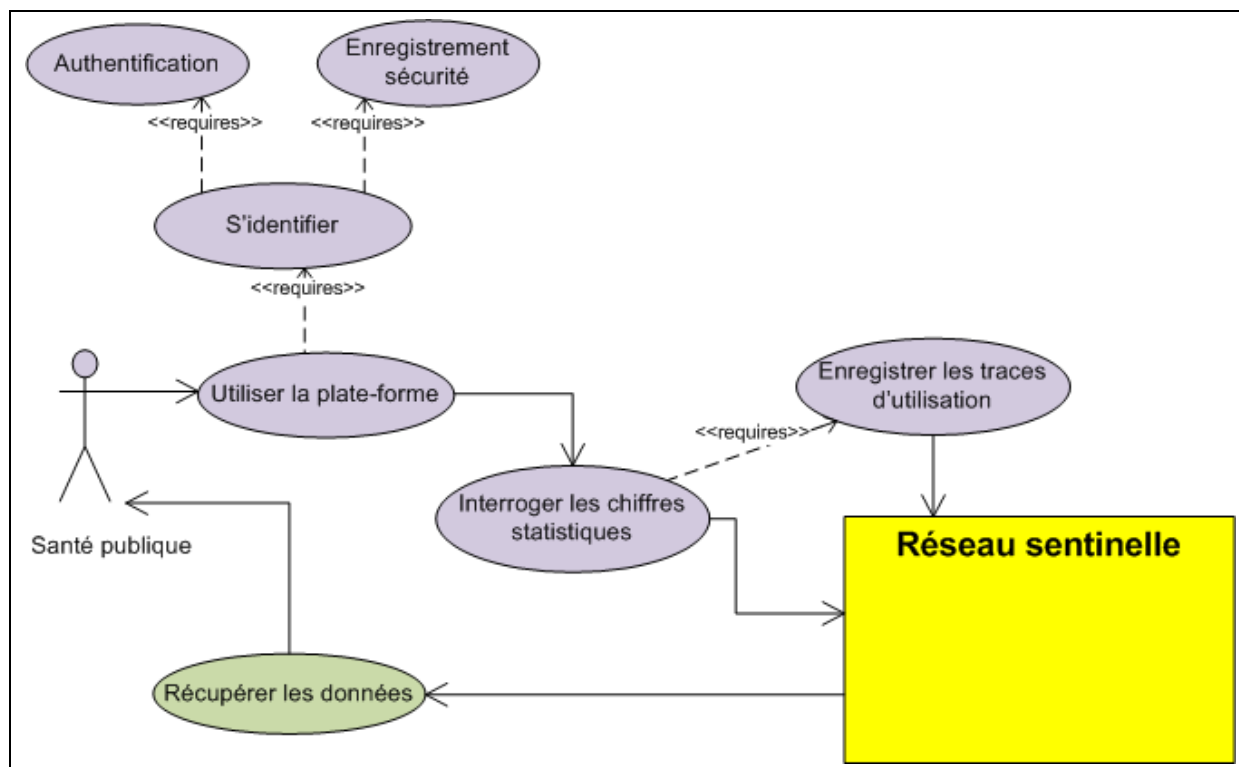 Authentification
Enregistrement
sécurité
<<requires>>
<<requires>>
S'identifier
<<requires>>
Utiliser la plate-forme
Enregistrer les traces
d'utilisation
<<requires>>
Interroger les chiffres
statistiques
Santé publique
Réseau sentinelle
Récupérer les données